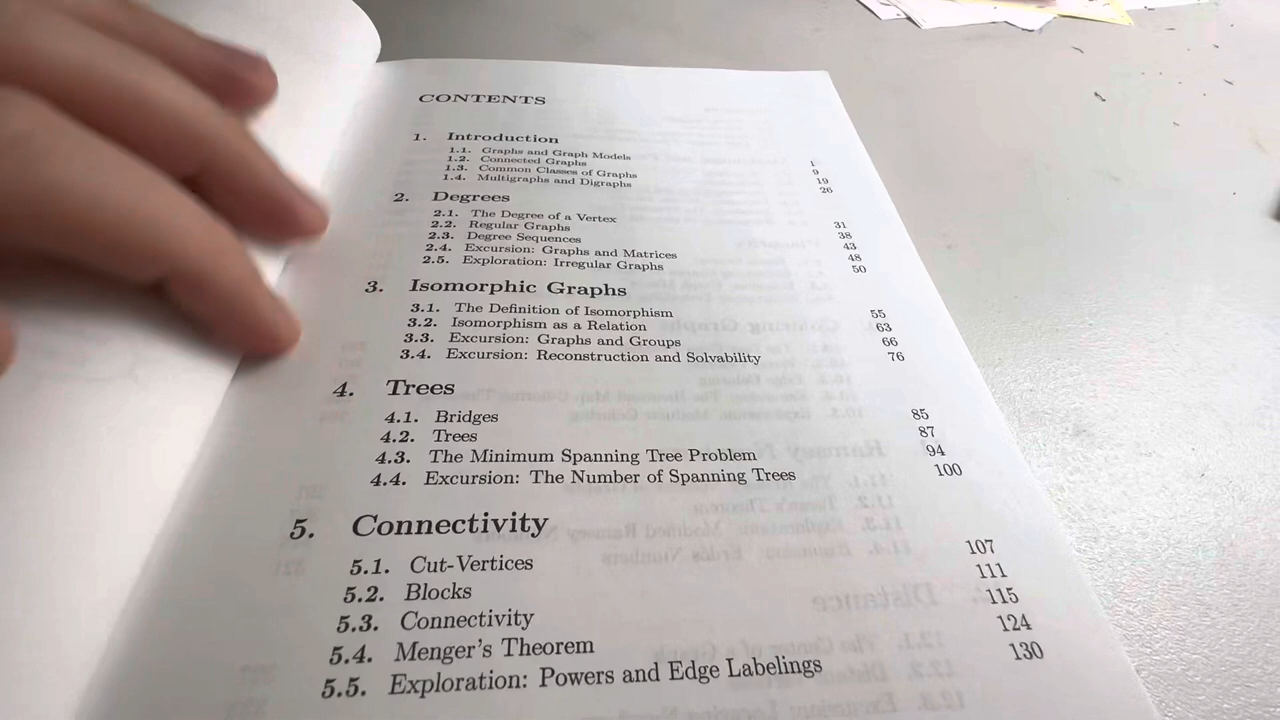 CONTENTS
1. Introduction
1.1. Graphs and Graph Models 1
1.2. Connected Graphs 9
1.3. Common Classes of Graphs 19
1.4. Multigraphs and Digraphs 26
2. Degrees
2.1. The Degree of a Vertex 31
2.2. Regular Graphs 38
2.3. Degree Sequences 43
2.4. Excursion: Graphs and Matrices 48
2.5. Exploration: Irregular Graphs 50
3. Isomorphic Graphs
3.1. The Definition of Isomorphism 55
3.2. Isomorphism as a Relation 63
3.3. Excursion: Graphs and Groups 66
3.4. Excursion: Reconstruction and Solvability 76
4. Trees
4.1. Bridges 85
4.2. Trees 87
4.3. The Minimum Spanning Tree Problem 94
4.4. Excursion: The Number of Spanning Trees 100
5. Connectivity
5.1. Cut-Vertices 107
5.2. Blocks 111
5.3. Connectivity 115
5.4. Menger's Theorem 124
5.5. Exploration: Powers and Edge Labelings 130